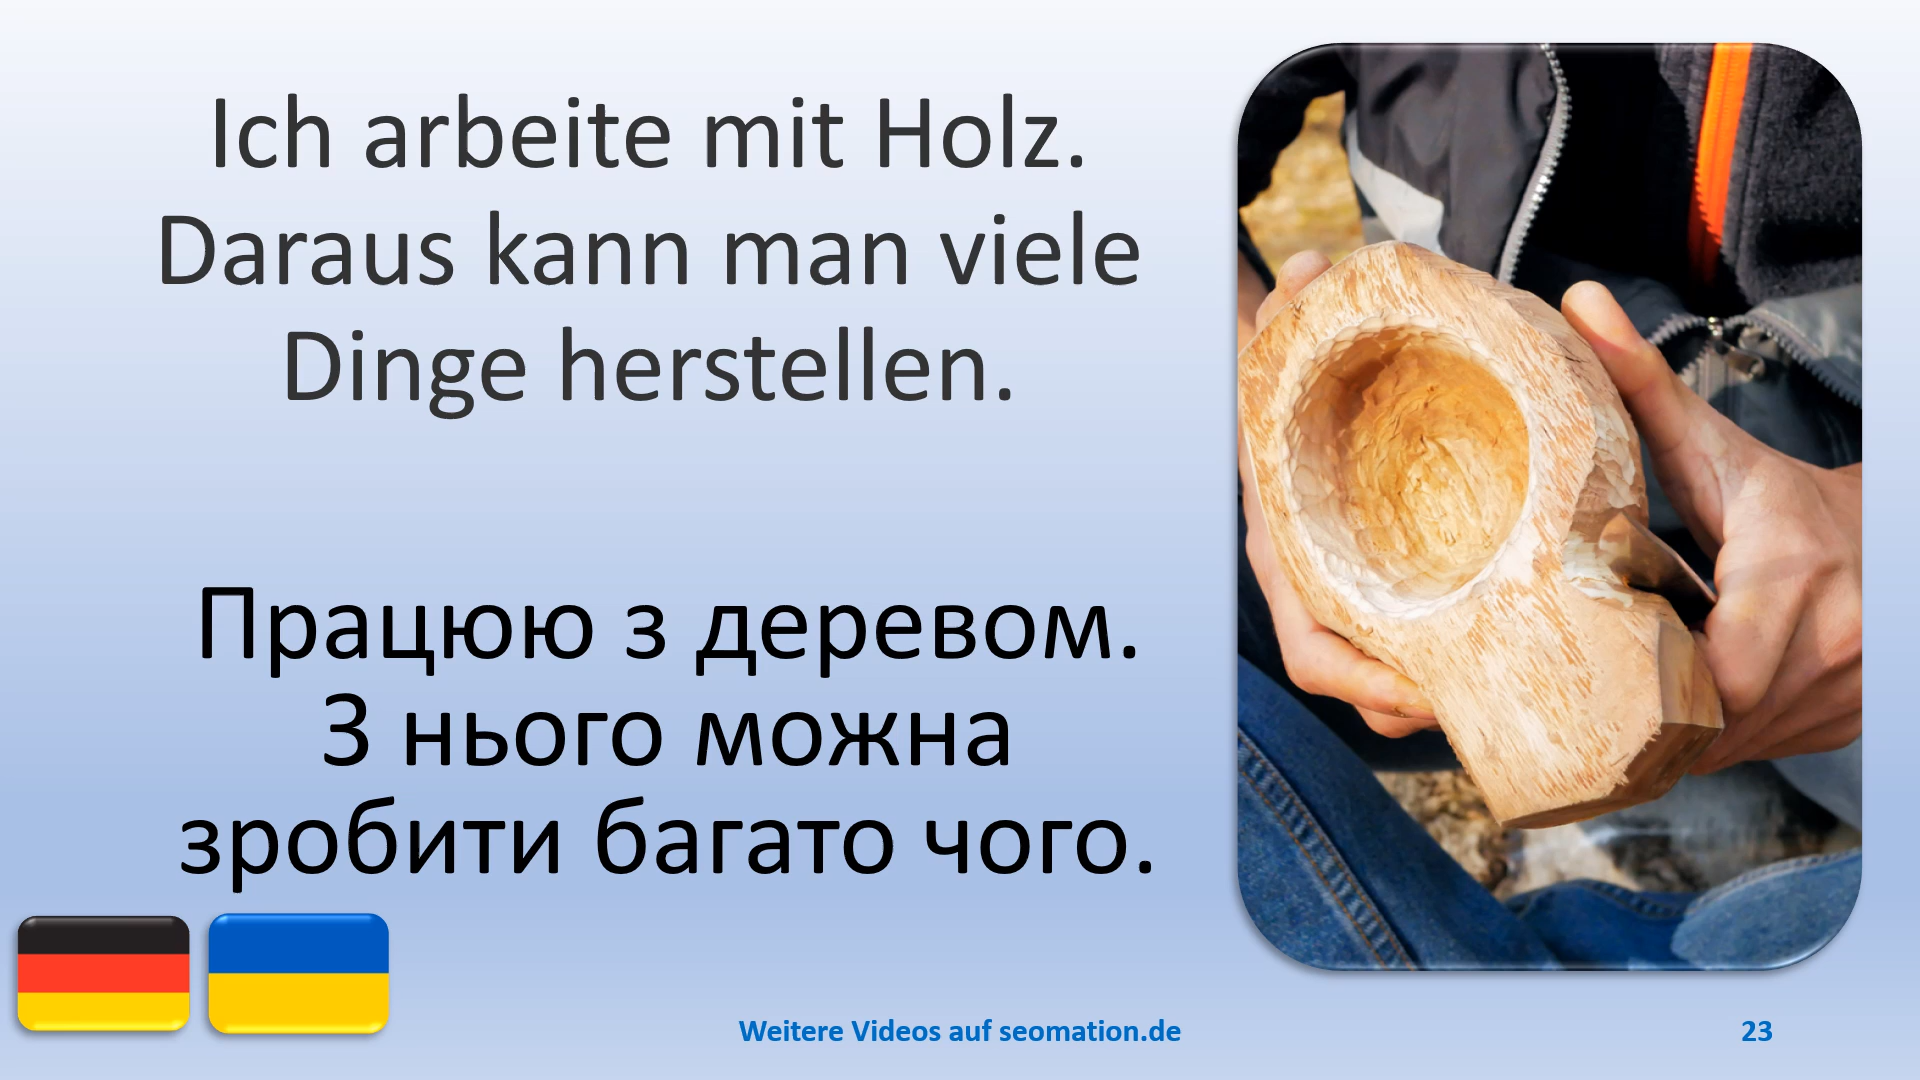 Ich arbeite mit Holz.
Daraus kann man viele
Dinge herstellen.
Працюю з деревом.
З нього можна
зробити багато чого.
Weitere Videos auf seomation.de
23